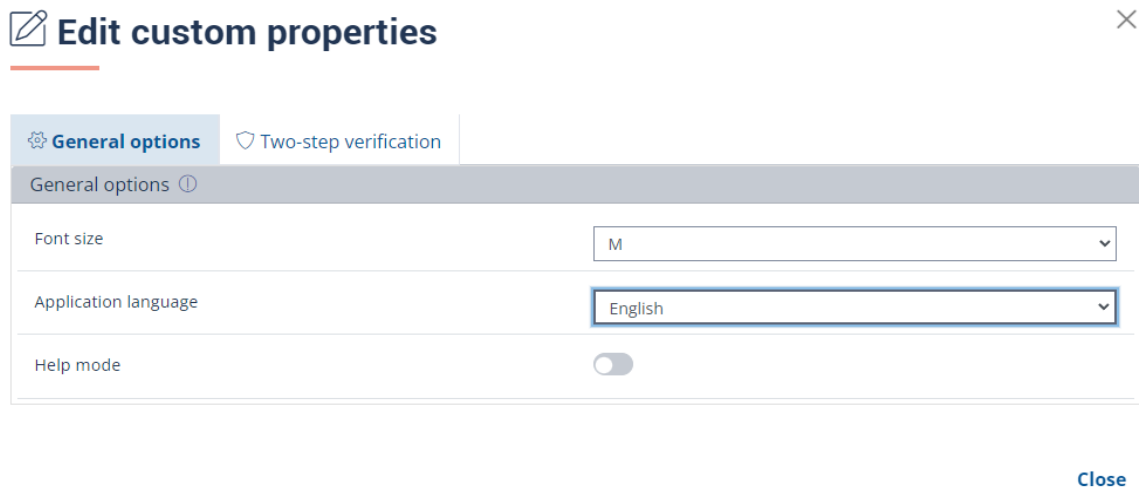 Edit custom properties
General options
Two-step verification
General options
Font size
M
Application language
English
Help mode
Close